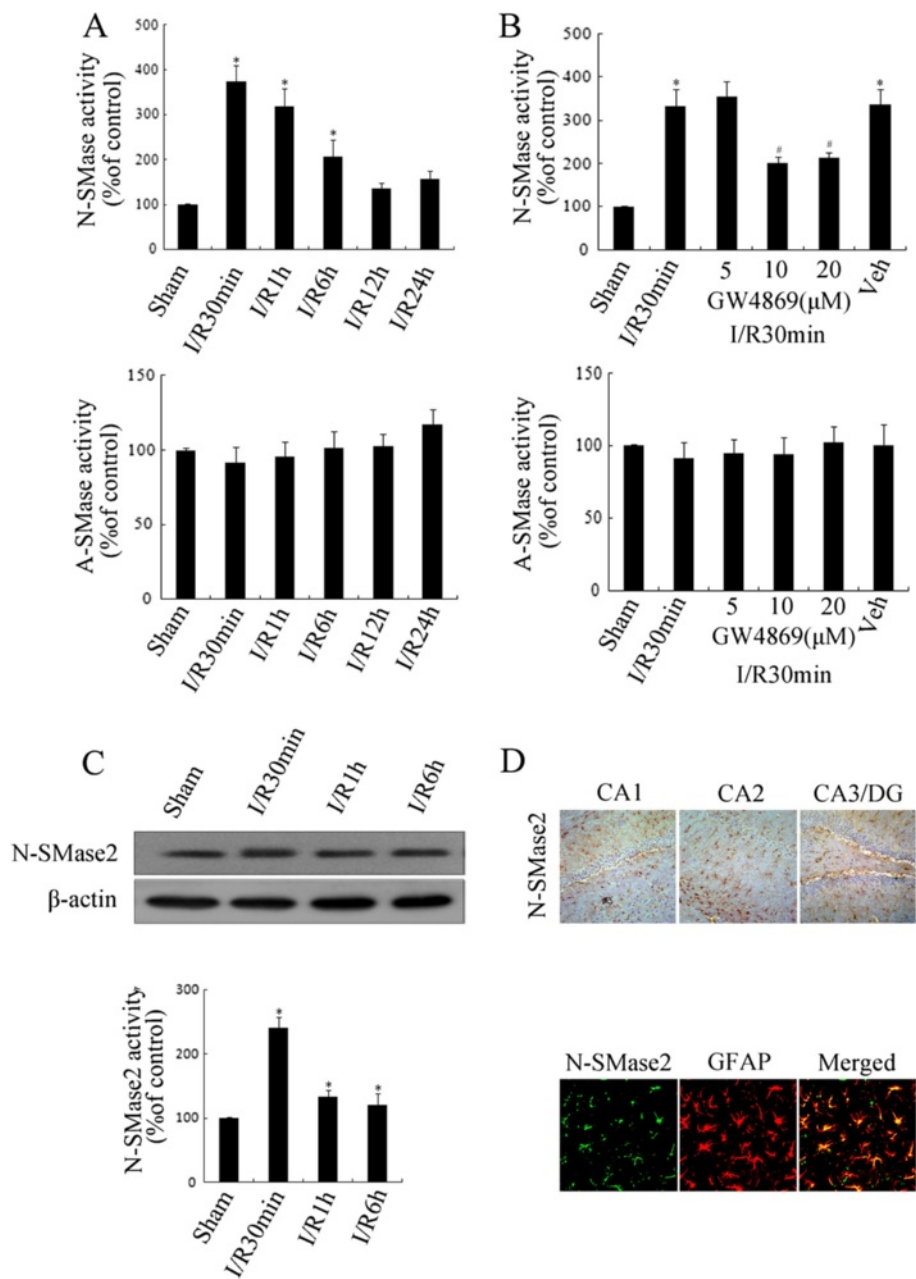 A
N-SMase activity
(%of control)
500
400
300
200
100
0
*
*
*
Sham
I/R30min
I/R1h
I/R6h
I/R12h
I/R24h
B
N-SMase activity
(%of control)
500
400
300
200
100
0
*
#
#
*
Sham
I/R30min
5
10
20
Veh
GW4869(μM)
I/R30min
A-SMase activity
(%of control)
150
100
50
0
Sham
I/R30min
I/R1h
I/R6h
I/R12h
I/R24h
A-SMase activity
(%of control)
150
100
50
0
Sham
I/R30min
5
10
20
Veh
GW4869(μM)
I/R30min
C
Sham
I/R30min
I/R1h
I/R6h
N-SMase2
β-actin
N-SMase2 activity
(%of control)
300
200
100
0
*
*
*
Sham
I/R30min
I/R1h
I/R6h
D
CA1
CA2
CA3/DG
N-SMase2
N-SMase2
GFAP
Merged